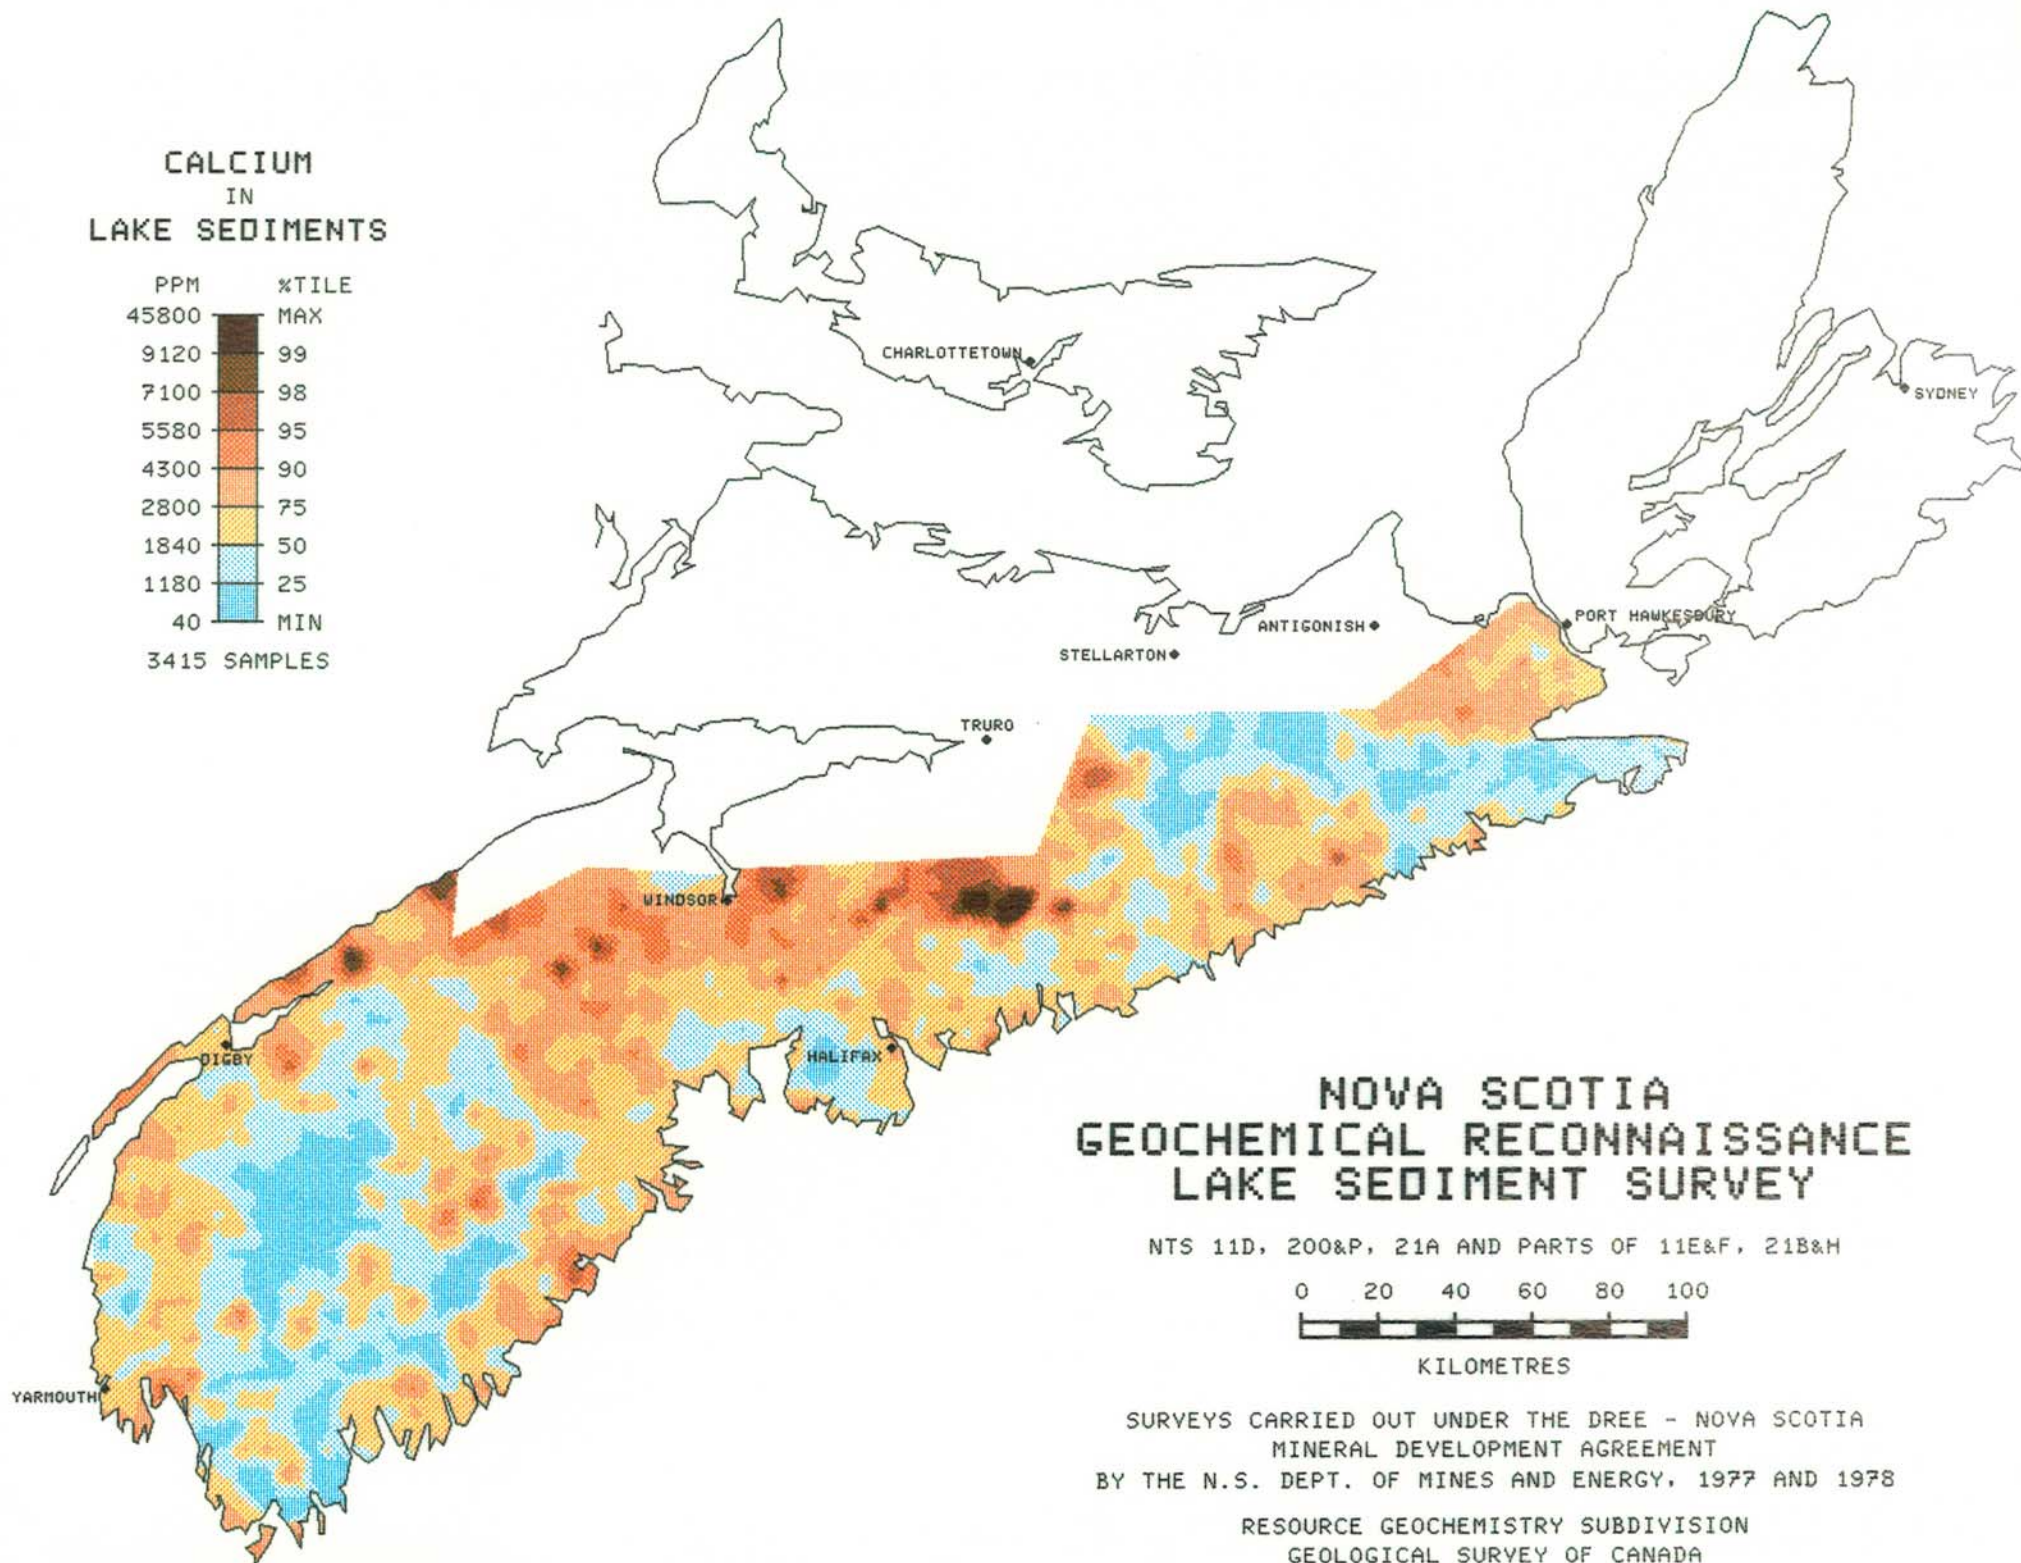 CALCIUM
IN
LAKE SEDIMENTS
PPM %TILE
45800 MAX
9120 99
7100 98
5580 95
4300 90
2800 75
1840 50
1180 25
40 MIN
3415 SAMPLES
CHARLOTTETOWN
SYDNEY
ANTIGONISH
PORT HAWKESBURY
STELLARTON
TRURO
WINDSOR
DIGBY
HALIFAX
YARMOUTH
NOVA SCOTIA
GEOCHEMICAL RECONNAISSANCE
LAKE SEDIMENT SURVEY
NTS 11D, 20O&P, 21A AND PARTS OF 11E&F, 21B&H
0 20 40 60 80 100
KILOMETRES
SURVEYS CARRIED OUT UNDER THE DREE - NOVA SCOTIA
MINERAL DEVELOPMENT AGREEMENT
BY THE N.S. DEPT. OF MINES AND ENERGY, 1977 AND 1978
RESOURCE GEOCHEMISTRY SUBDIVISION
GEOLOGICAL SURVEY OF CANADA